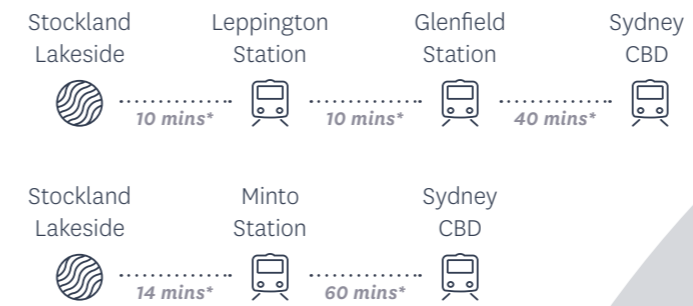 Stockland Lakeside
Leppington Station
Glenfield Station
Sydney CBD
10 mins*
10 mins*
40 mins*
Stockland Lakeside
Minto Station
Sydney CBD
14 mins*
60 mins*